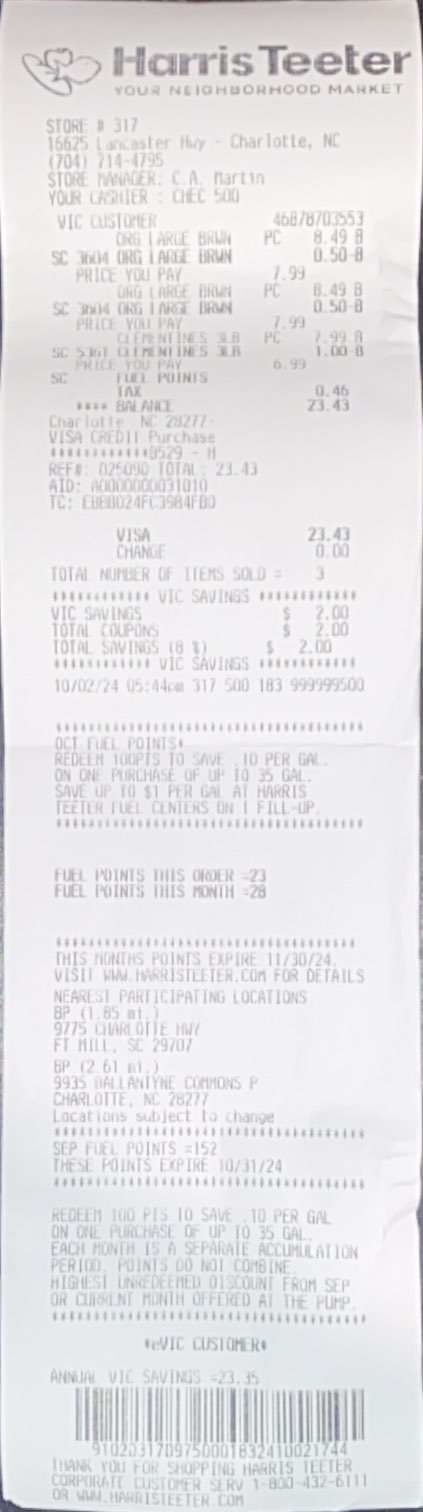 Harris Teeter
YOUR NEIGHBORHOOD MARKET
STORE # 317
16625 Lancaster Hwy - Charlotte, NC
(704) 714-4795
STORE MANAGER: C.A. Martin
YOUR CASHIER : CHEC 500
VIC CUSTOMER 46878703553
ORG LARGE BRWN PC 8.49 B
SC 3604 ORG LARGE BRWN 0.50-B
PRICE YOU PAY 7.99
ORG LARGE BRWN PC 8.49 B
SC 3604 ORG LARGE BRWN 0.50-B
PRICE YOU PAY 7.99
CLEMENTINES 3LB PC 7.99 B
SC 5361 CLEMENTINES 3LB 1.00-B
PRICE YOU PAY 6.99
SC FUEL POINTS
TAX 0.46
**** BALANCE 23.43
Charlotte NC 28277-
VISA CREDIT Purchase
************8529 - H
REF#: 025090 TOTAL: 23.43
AID: A0000000031010
TC: EBBB024FC3984FB0
VISA 23.43
CHANGE 0.00
TOTAL NUMBER OF ITEMS SOLD = 3
************ VIC SAVINGS ************
VIC SAVINGS $ 2.00
TOTAL COUPONS $ 2.00
TOTAL SAVINGS (8 %) $ 2.00
************ VIC SAVINGS ************
10/02/24 05:44pm 317 500 183 999999500
**************************************
OCT FUEL POINTS*
REDEEM 100PTS TO SAVE .10 PER GAL.
ON ONE PURCHASE OF UP TO 35 GAL.
SAVE UP TO $1 PER GAL AT HARRIS
TEETER FUEL CENTERS ON 1 FILL-UP.
**************************************
FUEL POINTS THIS ORDER =23
FUEL POINTS THIS MONTH =28
**************************************
THIS MONTHS POINTS EXPIRE 11/30/24.
VISIT WWW.HARRISTEETER.COM FOR DETAILS
NEAREST PARTICIPATING LOCATIONS
BP (1.85 mi.)
9775 CHARLOTTE HWY
FT MILL, SC 29707
BP (2.61 mi.)
9935 BALLANTYNE COMMONS P
CHARLOTTE, NC 28277
Locations subject to change
**************************************
SEP FUEL POINTS =152
THESE POINTS EXPIRE 10/31/24
**************************************
REDEEM 100 PTS TO SAVE .10 PER GAL
ON ONE PURCHASE OF UP TO 35 GAL.
EACH MONTH IS A SEPARATE ACCUMULATION
PERIOD. POINTS DO NOT COMBINE.
HIGHEST UNREDEEMED DISCOUNT FROM SEP
OR CURRENT MONTH OFFERED AT THE PUMP.
**************************************
*eVIC CUSTOMER*
ANNUAL VIC SAVINGS =23.35
9102031709750001832410021744
THANK YOU FOR SHOPPING HARRIS TEETER
CORPORATE CUSTOMER SERV 1-800-432-6111
OR WWW.HARRISTEETER.COM